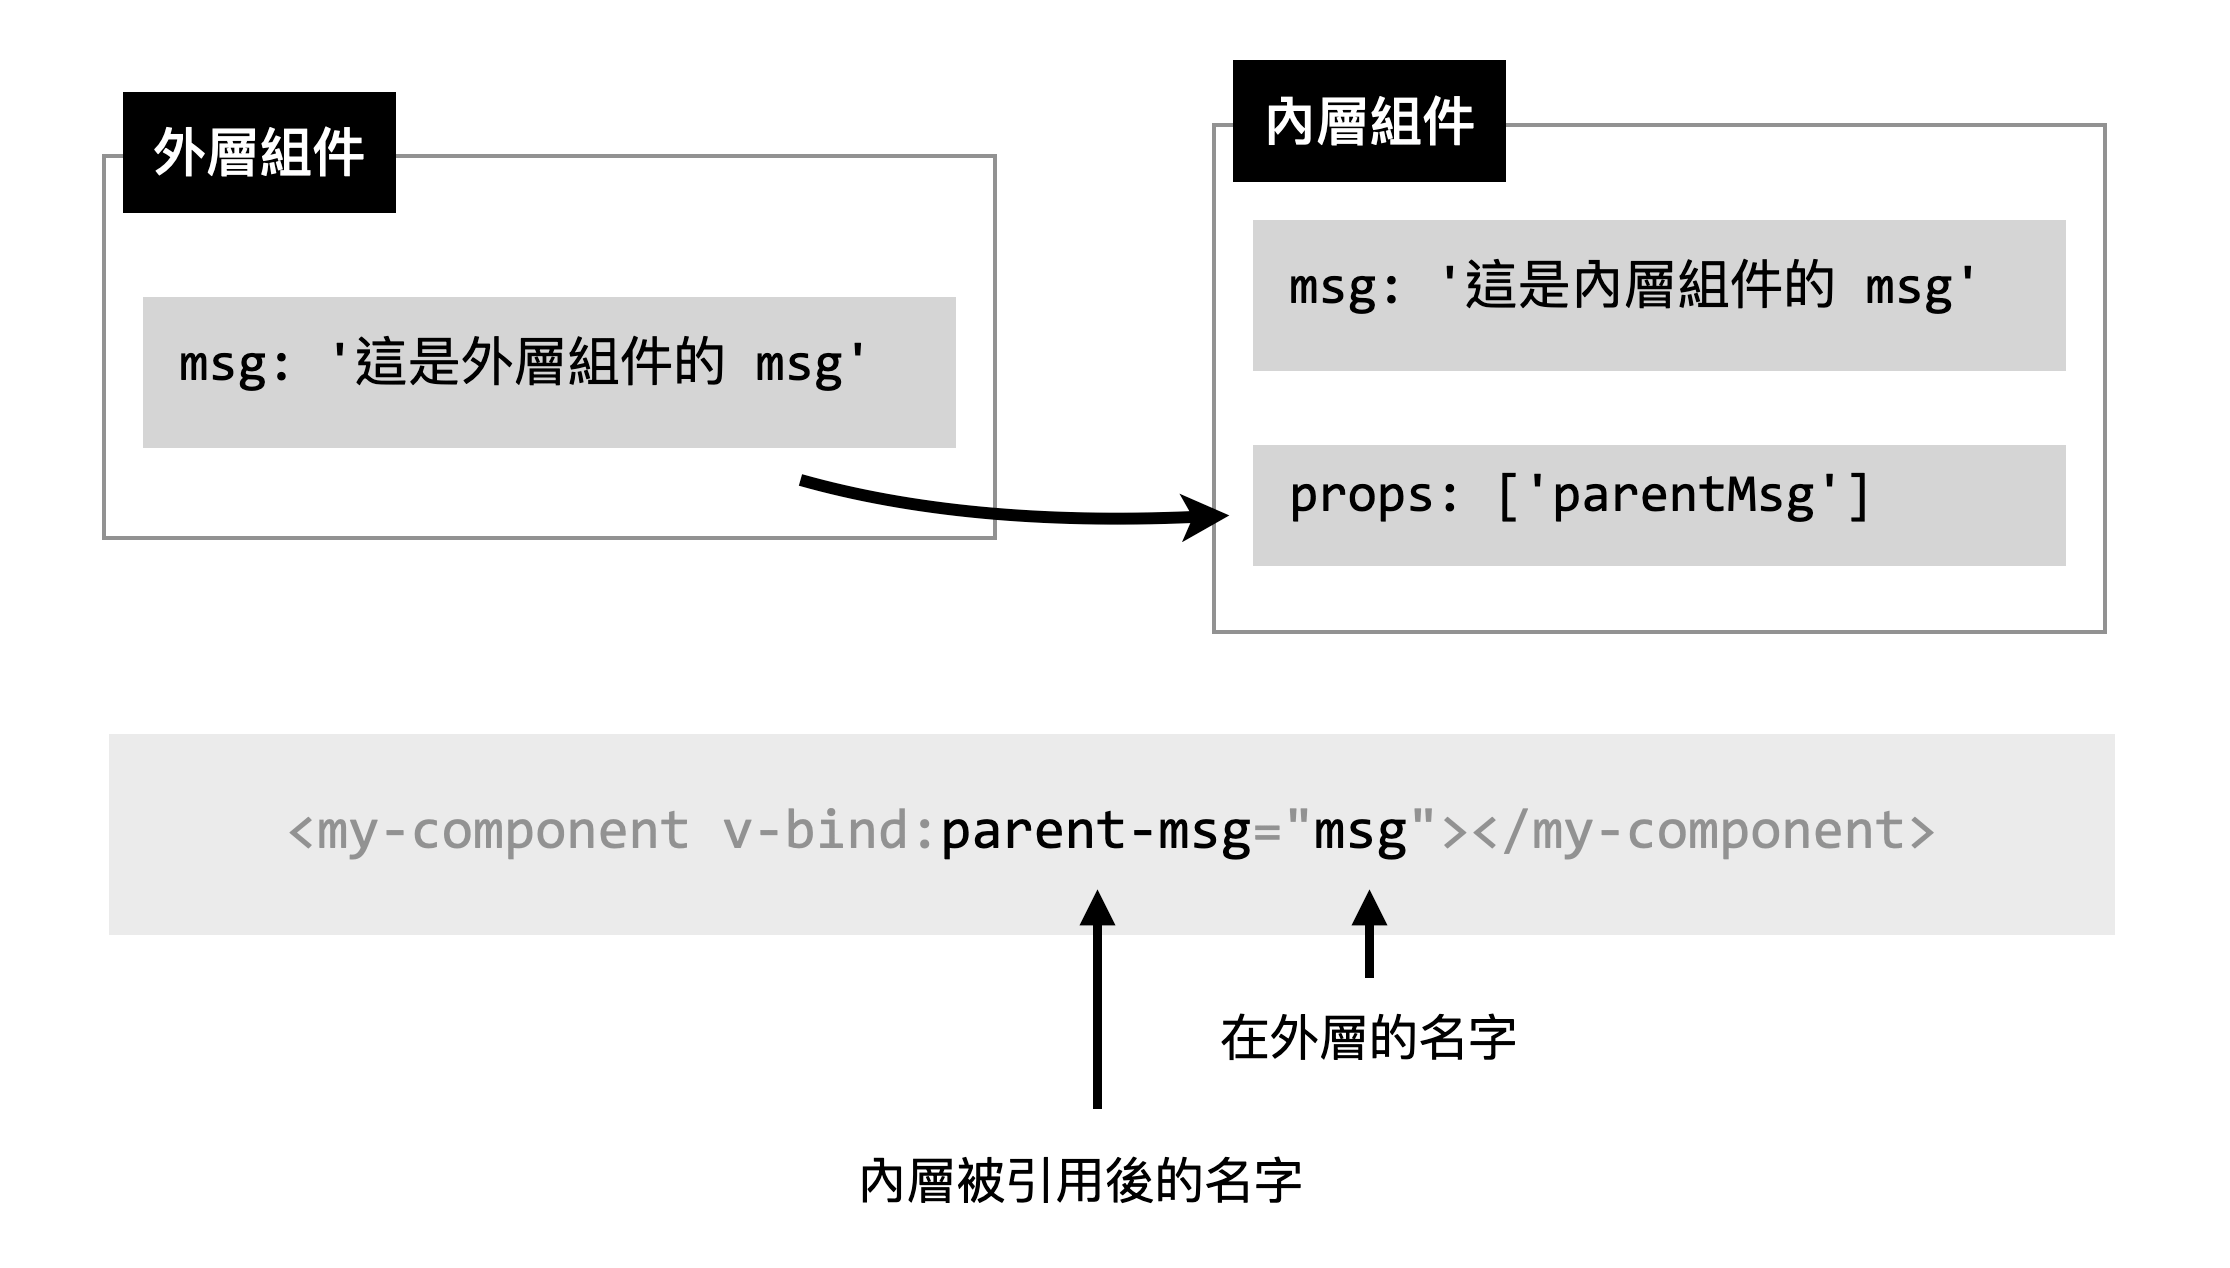 外層組件
msg: '這是外層組件的 msg'
內層組件
msg: '這是內層組件的 msg'
props: ['parentMsg']
<my-component v-bind:parent-msg="msg"></my-component>
在外層的名字
內層被引用後的名字